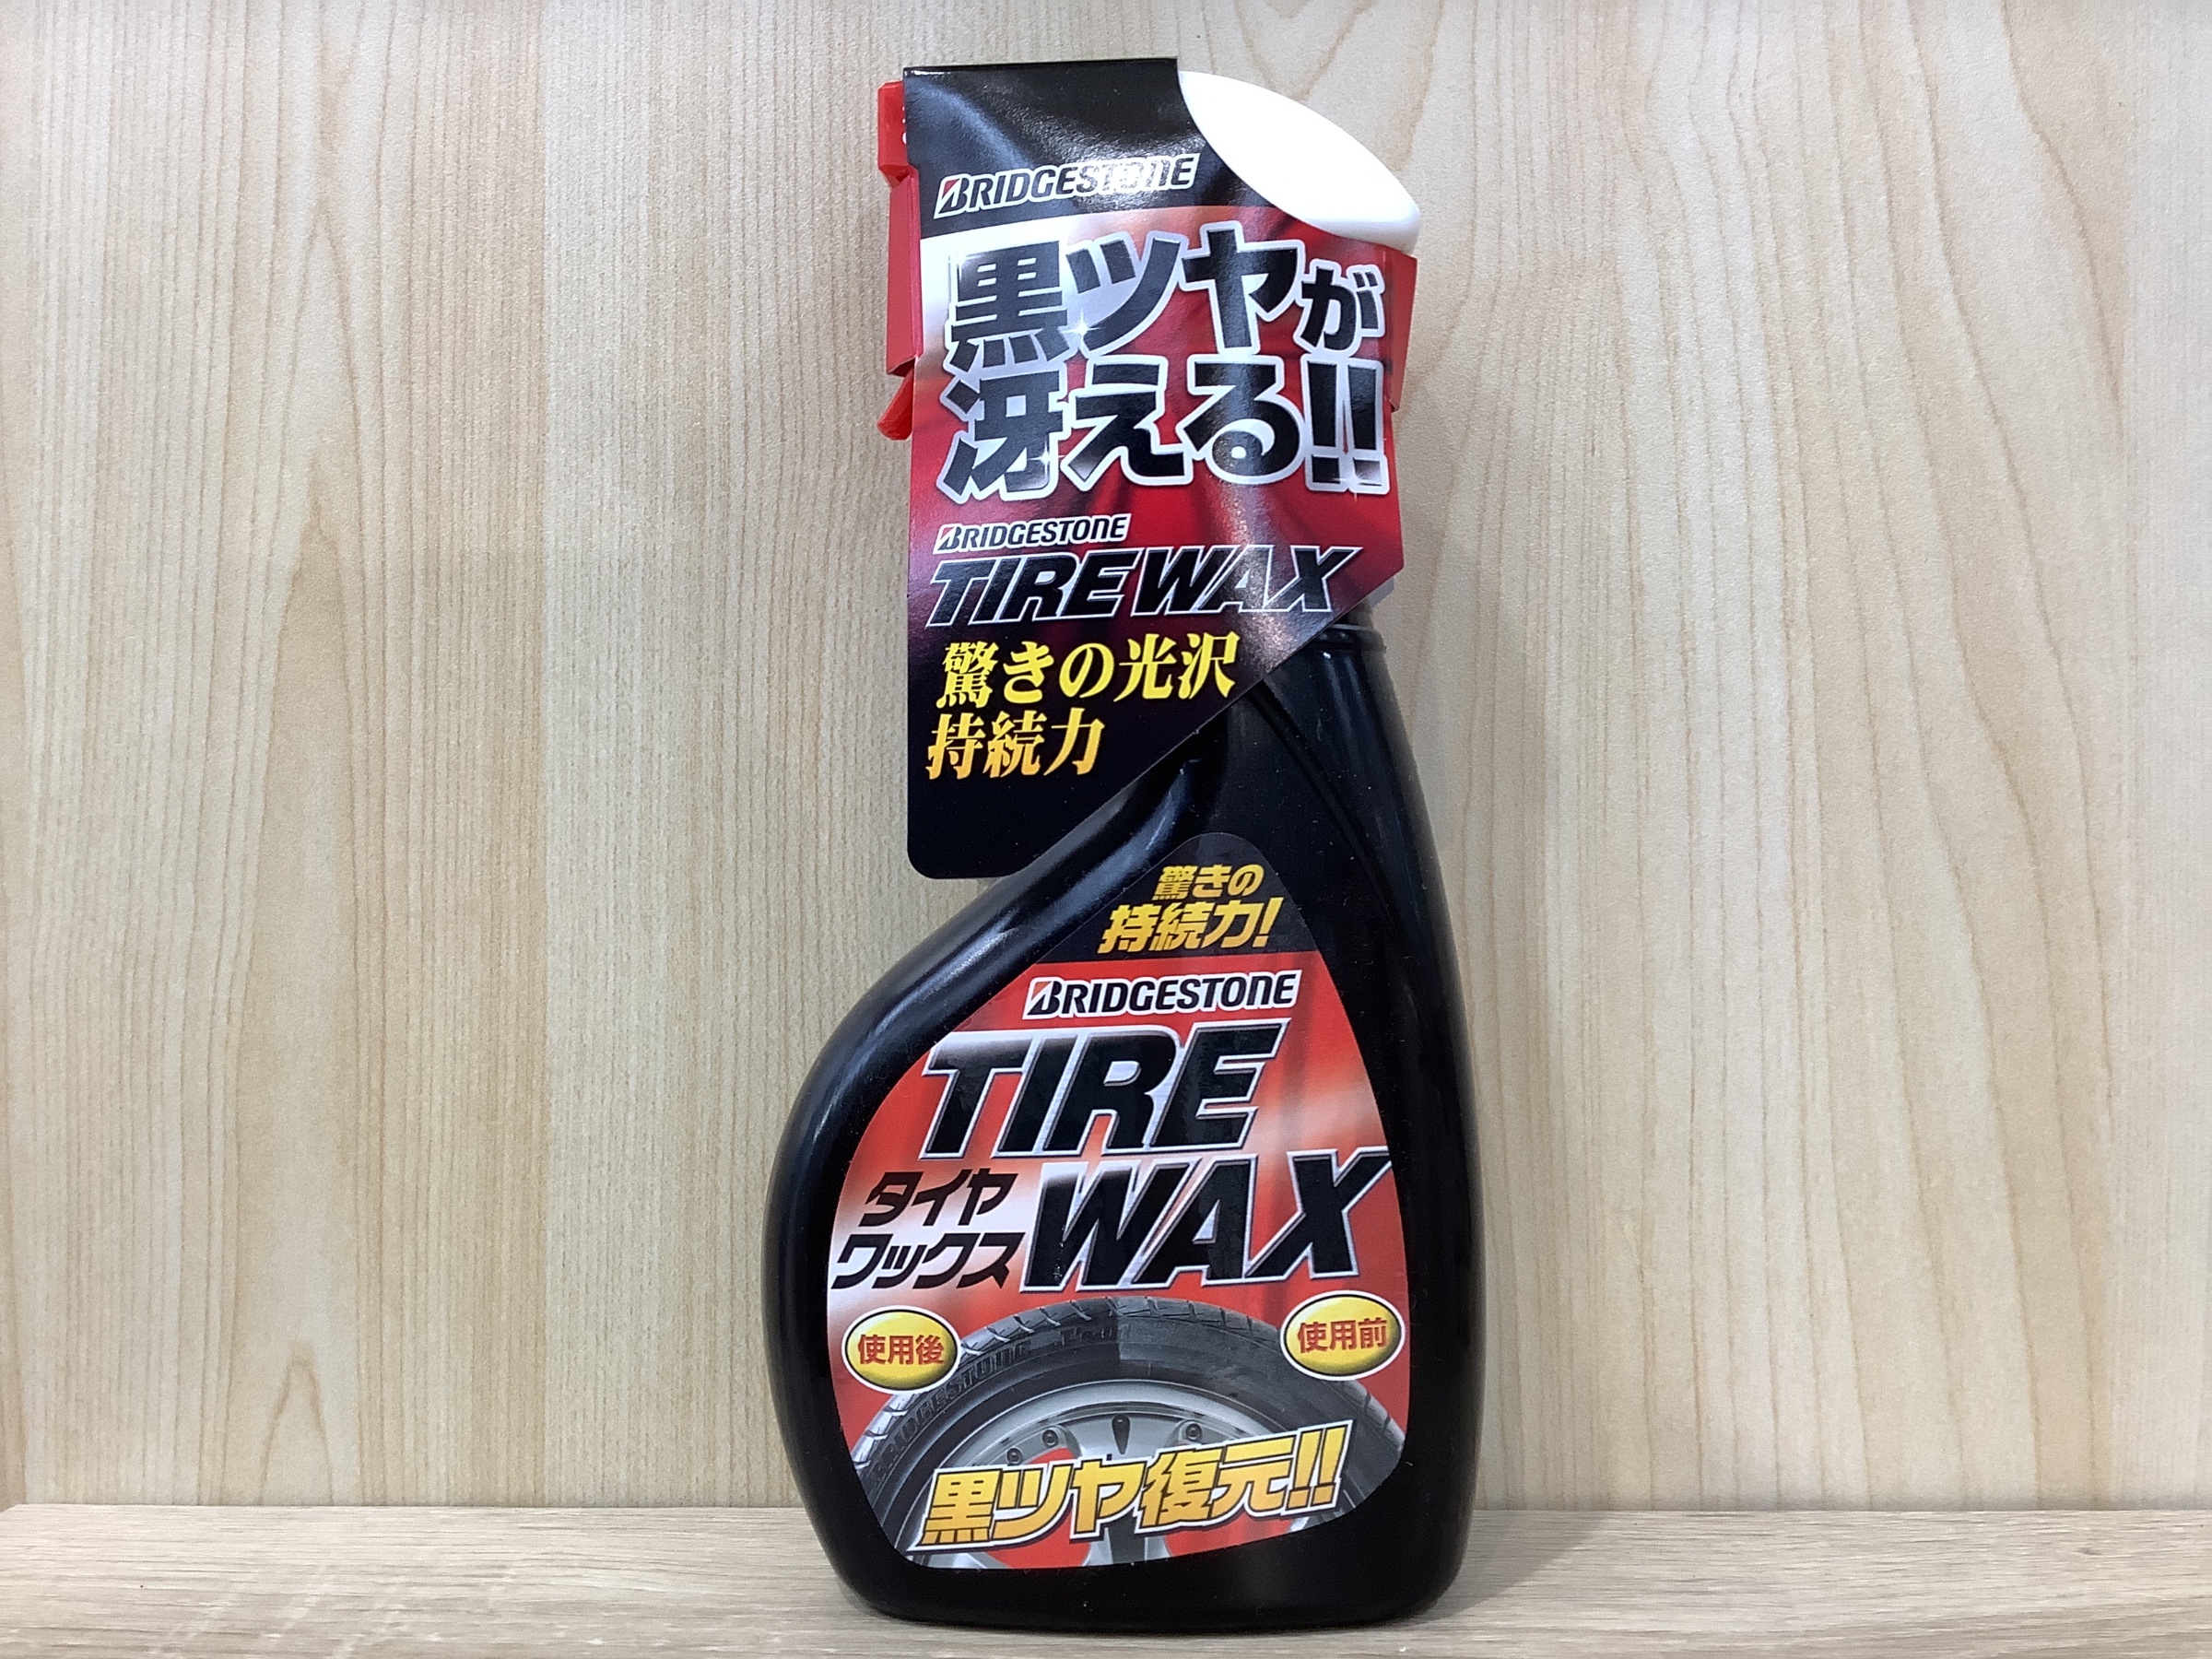 BRIDGESTONE
黒ツヤが
冴える!!
BRIDGESTONE
TIRE WAX
驚きの光沢
持続力
驚きの
持続力!
BRIDGESTONE
TIRE
タイヤ
ワックス
WAX
使用後
使用前
BRIDGESTONE
黒ツヤ復元!!